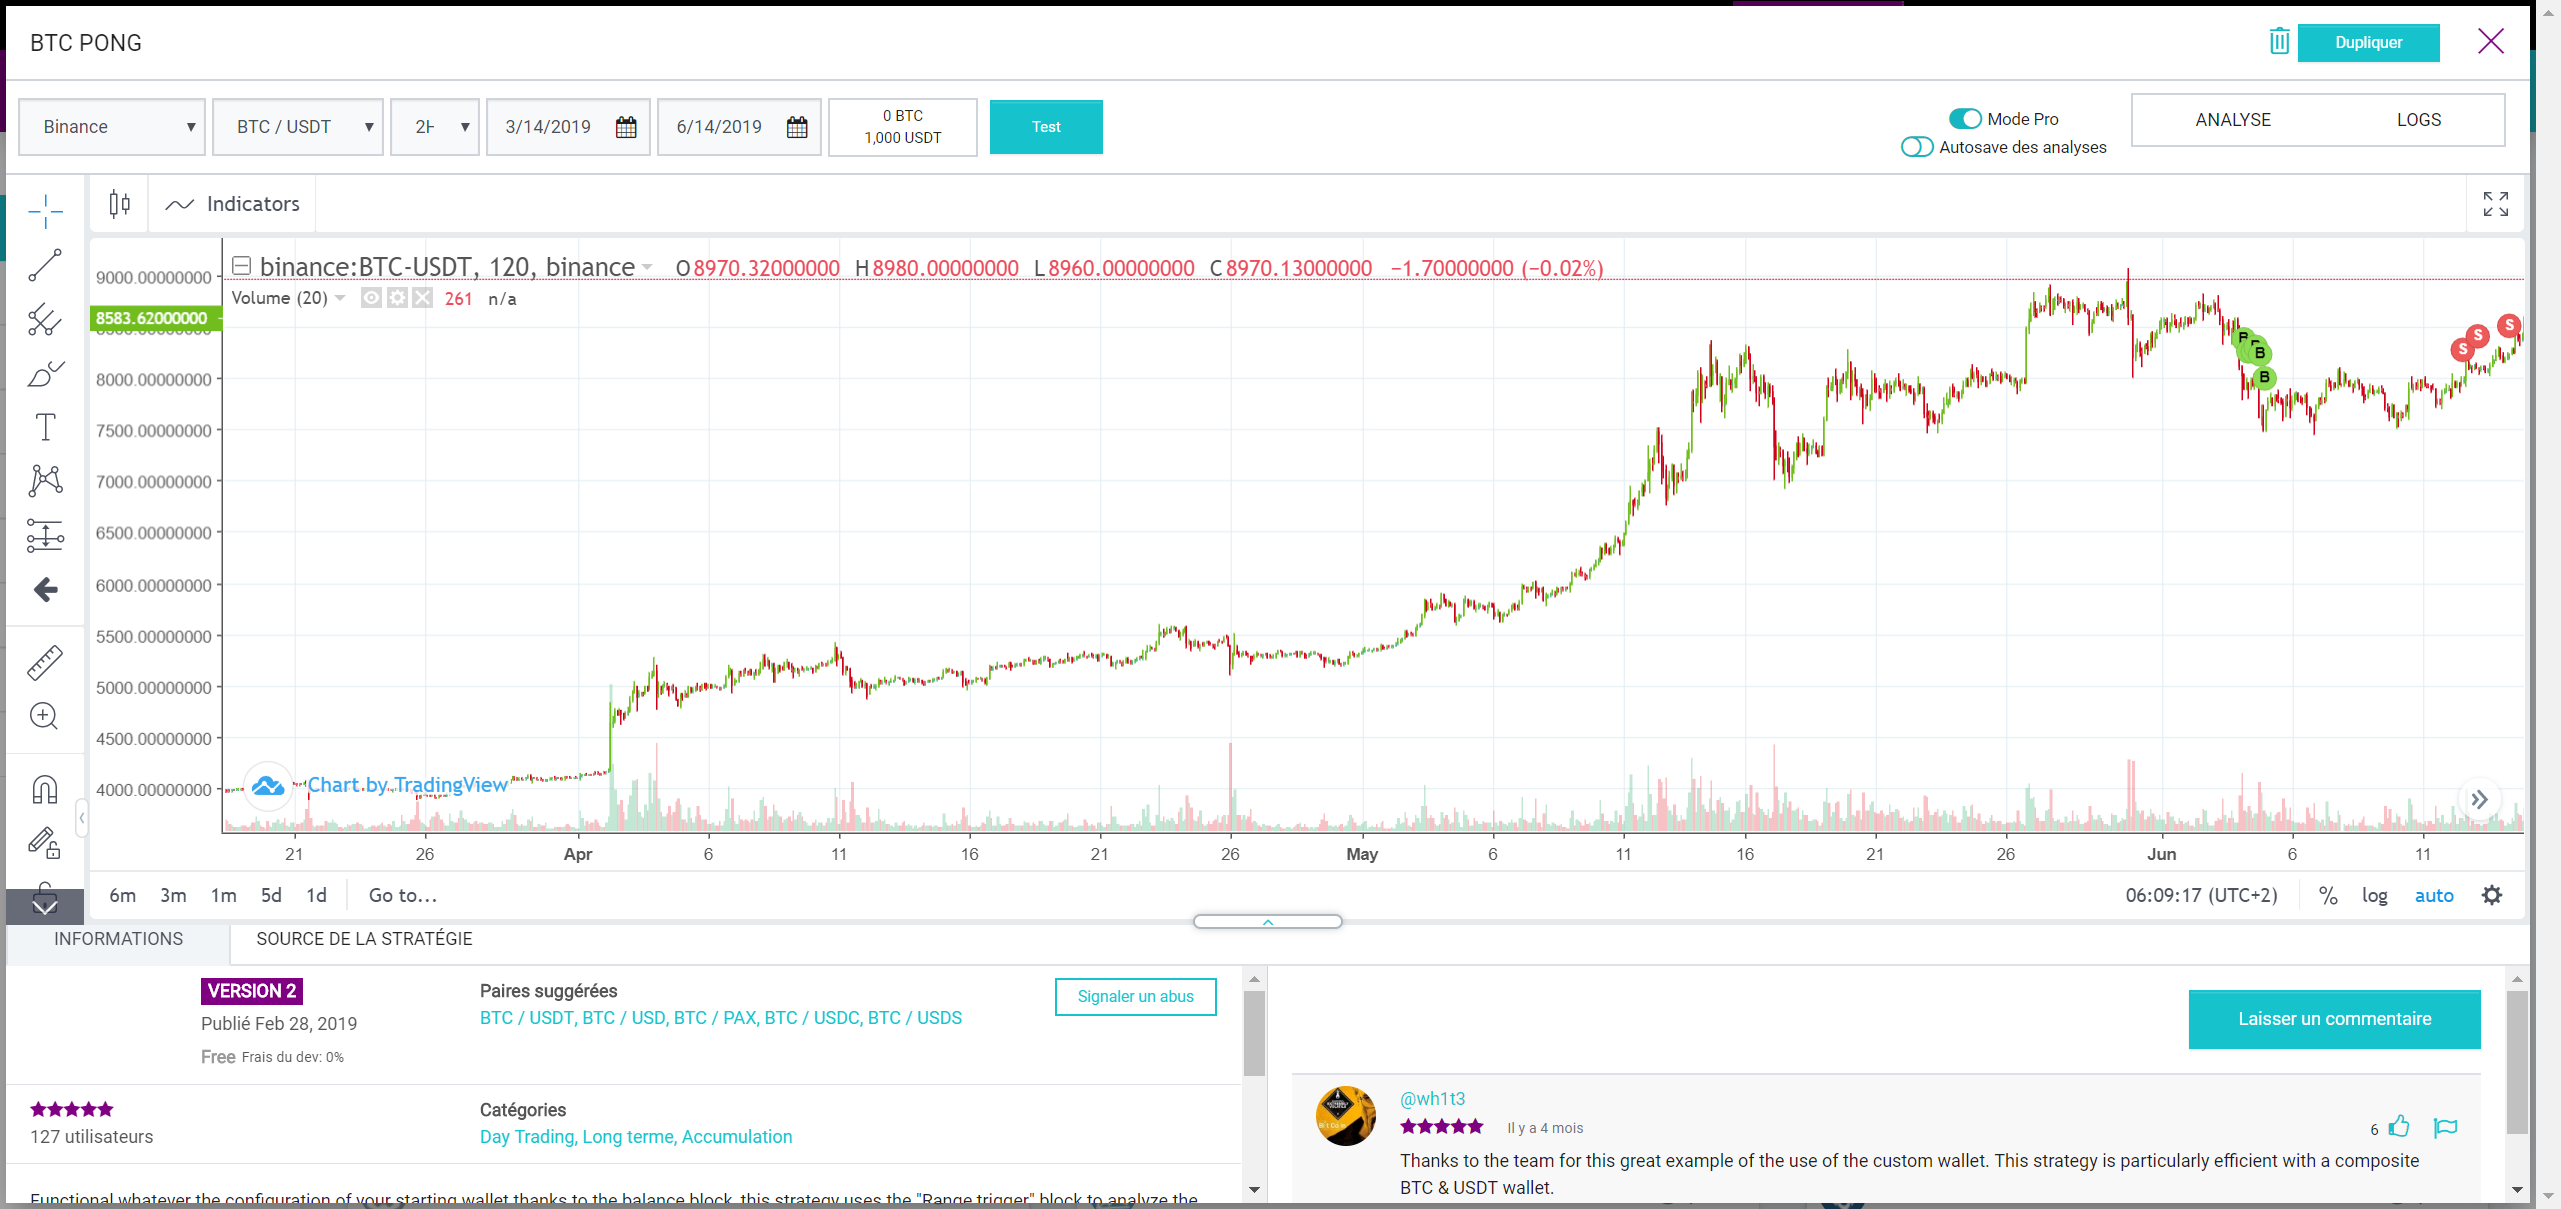 BTC PONG
Dupliquer
Binance
BTC / USDT
2H
3/14/2019
6/14/2019
0 BTC
1,000 USDT
Test
Mode Pro
Autosave des analyses
ANALYSE
LOGS
Indicators
binance:BTC-USDT, 120, binance O 8970.32000000 H 8980.00000000 L 8960.00000000 C 8970.13000000 −1.70000000 (−0.02%)
Volume (20) 261 n/a
9000.00000000
8583.62000000
8000.00000000
7500.00000000
7000.00000000
6500.00000000
6000.00000000
5500.00000000
5000.00000000
4500.00000000
4000.00000000
B
B
B
S
S
S
Chart by TradingView
21 26 Apr 6 11 16 21 26 May 6 11 16 21 26 Jun 6 11
6m 3m 1m 5d 1d Go to...
06:09:17 (UTC+2) % log auto
INFORMATIONS
SOURCE DE LA STRATÉGIE
VERSION 2
Publié Feb 28, 2019
Free Frais du dev: 0%
Paires suggérées
BTC / USDT, BTC / USD, BTC / PAX, BTC / USDC, BTC / USDS
Signaler un abus
127 utilisateurs
Catégories
Day Trading, Long terme, Accumulation
Functional whatever the configuration of your starting wallet thanks to the balance block, this strategy uses the "Range trigger" block to analyze the
Laisser un commentaire
@wh1t3
Il y a 4 mois
6
Thanks to the team for this great example of the use of the custom wallet. This strategy is particularly efficient with a composite
BTC & USDT wallet.